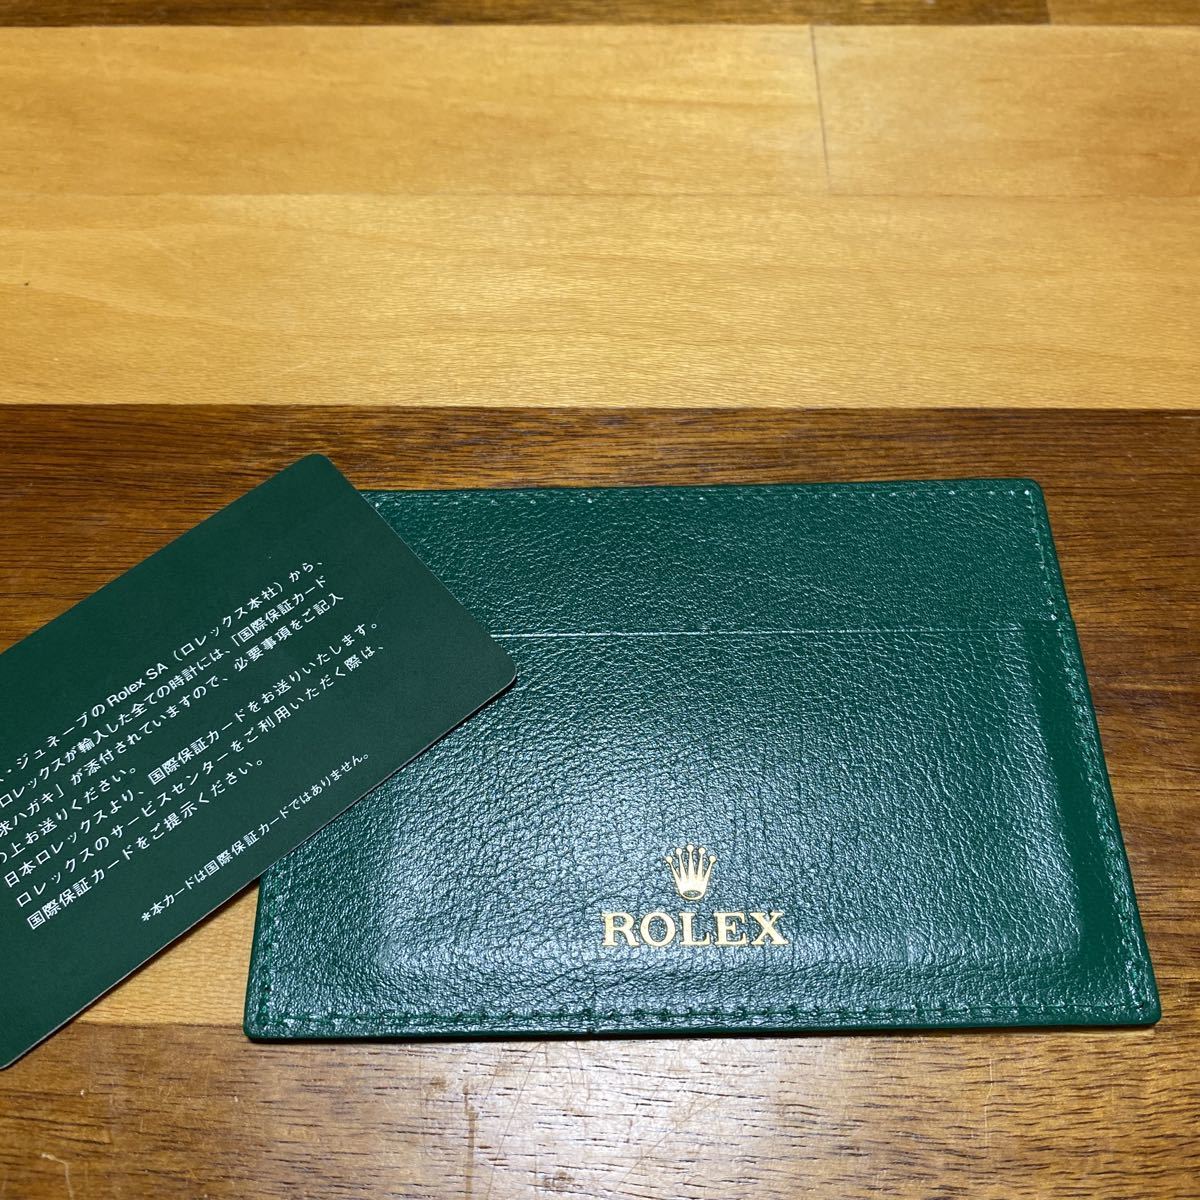 ス・ジュネーブのRolex SA(ロレックス本社)から、
ロレックスが輸入した全ての時計には、「国際保証カード
求ハガキ」が添付されていますので、必要事項をご記入
の上お送りください。
日本ロレックスより、国際保証カードをお送りいたします。
ロレックスのサービスセンターをご利用いただく際は、
国際保証カードをご提示ください。
*本カードは国際保証カードではありません。
ROLEX